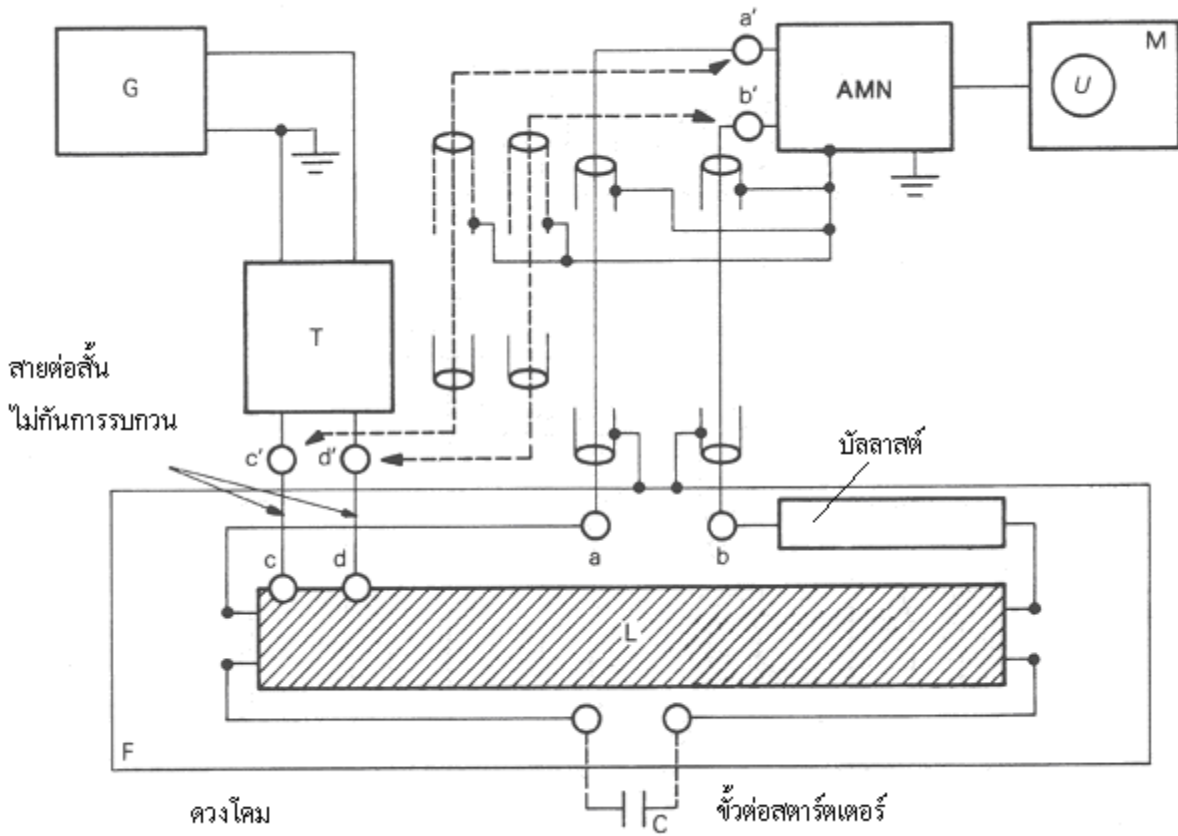 G
a'
b'
AMN
M
U
T
สายต่อสั้น
ไม่กันการรบกวน
c'
d'
บัลลาสต์
a
b
c
d
L
F
C
ดวงโคม
ขั้วต่อสตาร์ตเตอร์